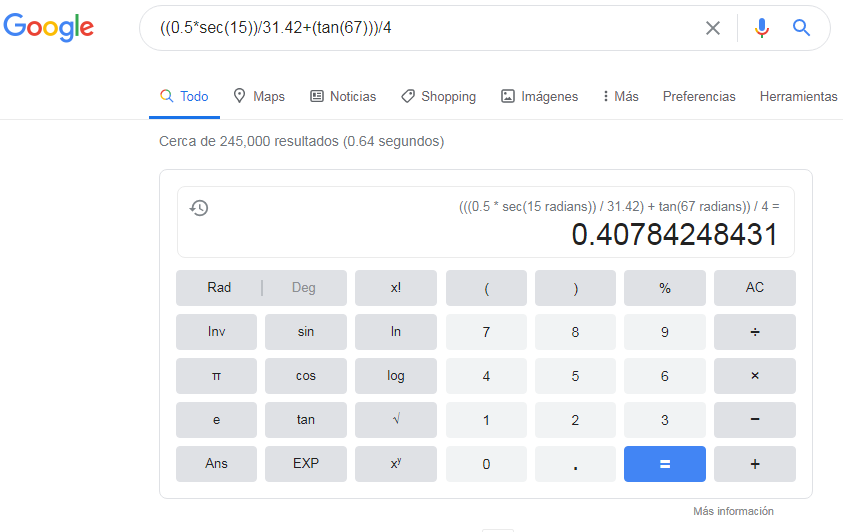 Google ((0.5*sec(15))/31.42+(tan(67)))/4
Todo Maps Noticias Shopping Imágenes Más Preferencias Herramientas
Cerca de 245,000 resultados (0.64 segundos)
(((0.5 * sec(15 radians)) / 31.42) + tan(67 radians)) / 4 =
0.40784248431
Rad Deg x! ( ) % AC
Inv sin ln 7 8 9 ÷
π cos log 4 5 6 ×
e tan √ 1 2 3 −
Ans EXP xʸ 0 . = +
Más información